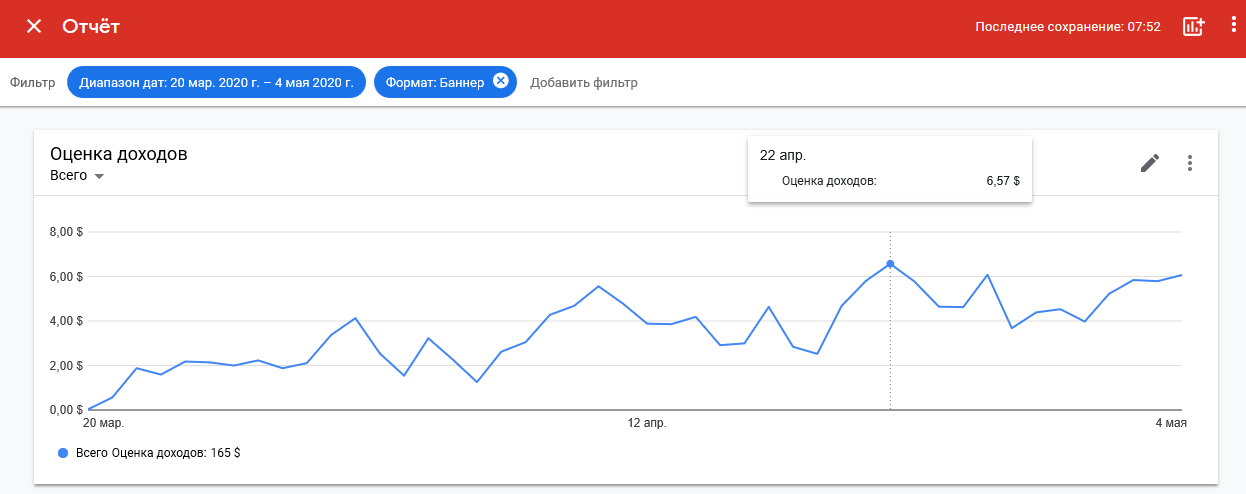 Отчёт
Последнее сохранение: 07:52
Фильтр
Диапазон дат: 20 мар. 2020 г. – 4 мая 2020 г.
Формат: Баннер
Добавить фильтр
Оценка доходов
Всего
22 апр.
Оценка доходов: 6,57 $
8,00 $
6,00 $
4,00 $
2,00 $
0,00 $
20 мар.
12 апр.
4 мая
Всего Оценка доходов: 165 $